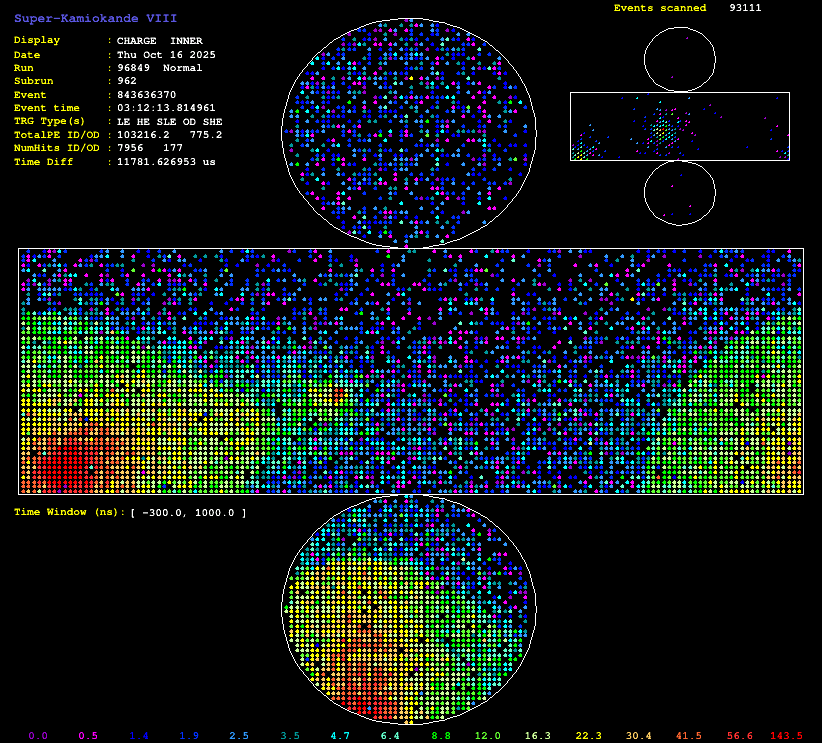 Super-Kamiokande VIII
Events scanned 93111
Display : CHARGE INNER
Date : Thu Oct 16 2025
Run : 96849 Normal
Subrun : 962
Event : 843636370
Event time : 03:12:13.814961
TRG Type(s) : LE HE SLE OD SHE
TotalPE ID/OD : 103216.2 775.2
NumHits ID/OD : 7956 177
Time Diff : 11781.626953 us
Time Window (ns): [ -300.0, 1000.0 ]
0.0 0.5 1.4 1.9 2.5 3.5 4.7 6.4 8.8 12.0 16.3 22.3 30.4 41.5 56.6 143.5